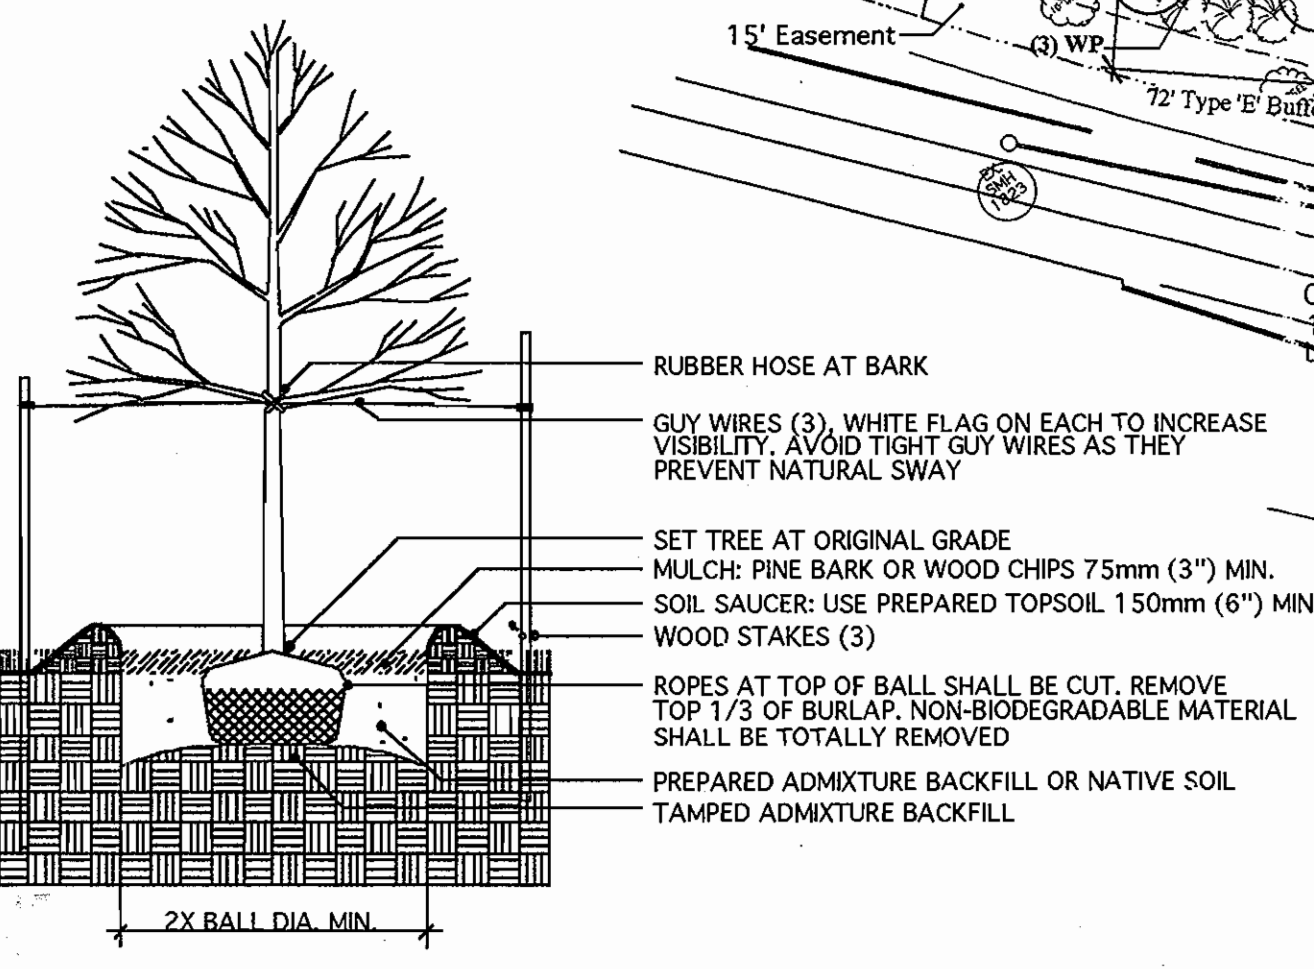 15' Easement
(3) WP
72' Type 'E'
SMH
1823
RUBBER HOSE AT BARK
GUY WIRES (3), WHITE FLAG ON EACH TO INCREASE
VISIBILITY. AVOID TIGHT GUY WIRES AS THEY
PREVENT NATURAL SWAY
SET TREE AT ORIGINAL GRADE
MULCH: PINE BARK OR WOOD CHIPS 75mm (3") MIN.
SOIL SAUCER: USE PREPARED TOPSOIL 150mm (6") MIN
WOOD STAKES (3)
ROPES AT TOP OF BALL SHALL BE CUT. REMOVE
TOP 1/3 OF BURLAP. NON-BIODEGRADABLE MATERIAL
SHALL BE TOTALLY REMOVED
PREPARED ADMIXTURE BACKFILL OR NATIVE SOIL
TAMPED ADMIXTURE BACKFILL
2X BALL DIA. MIN.